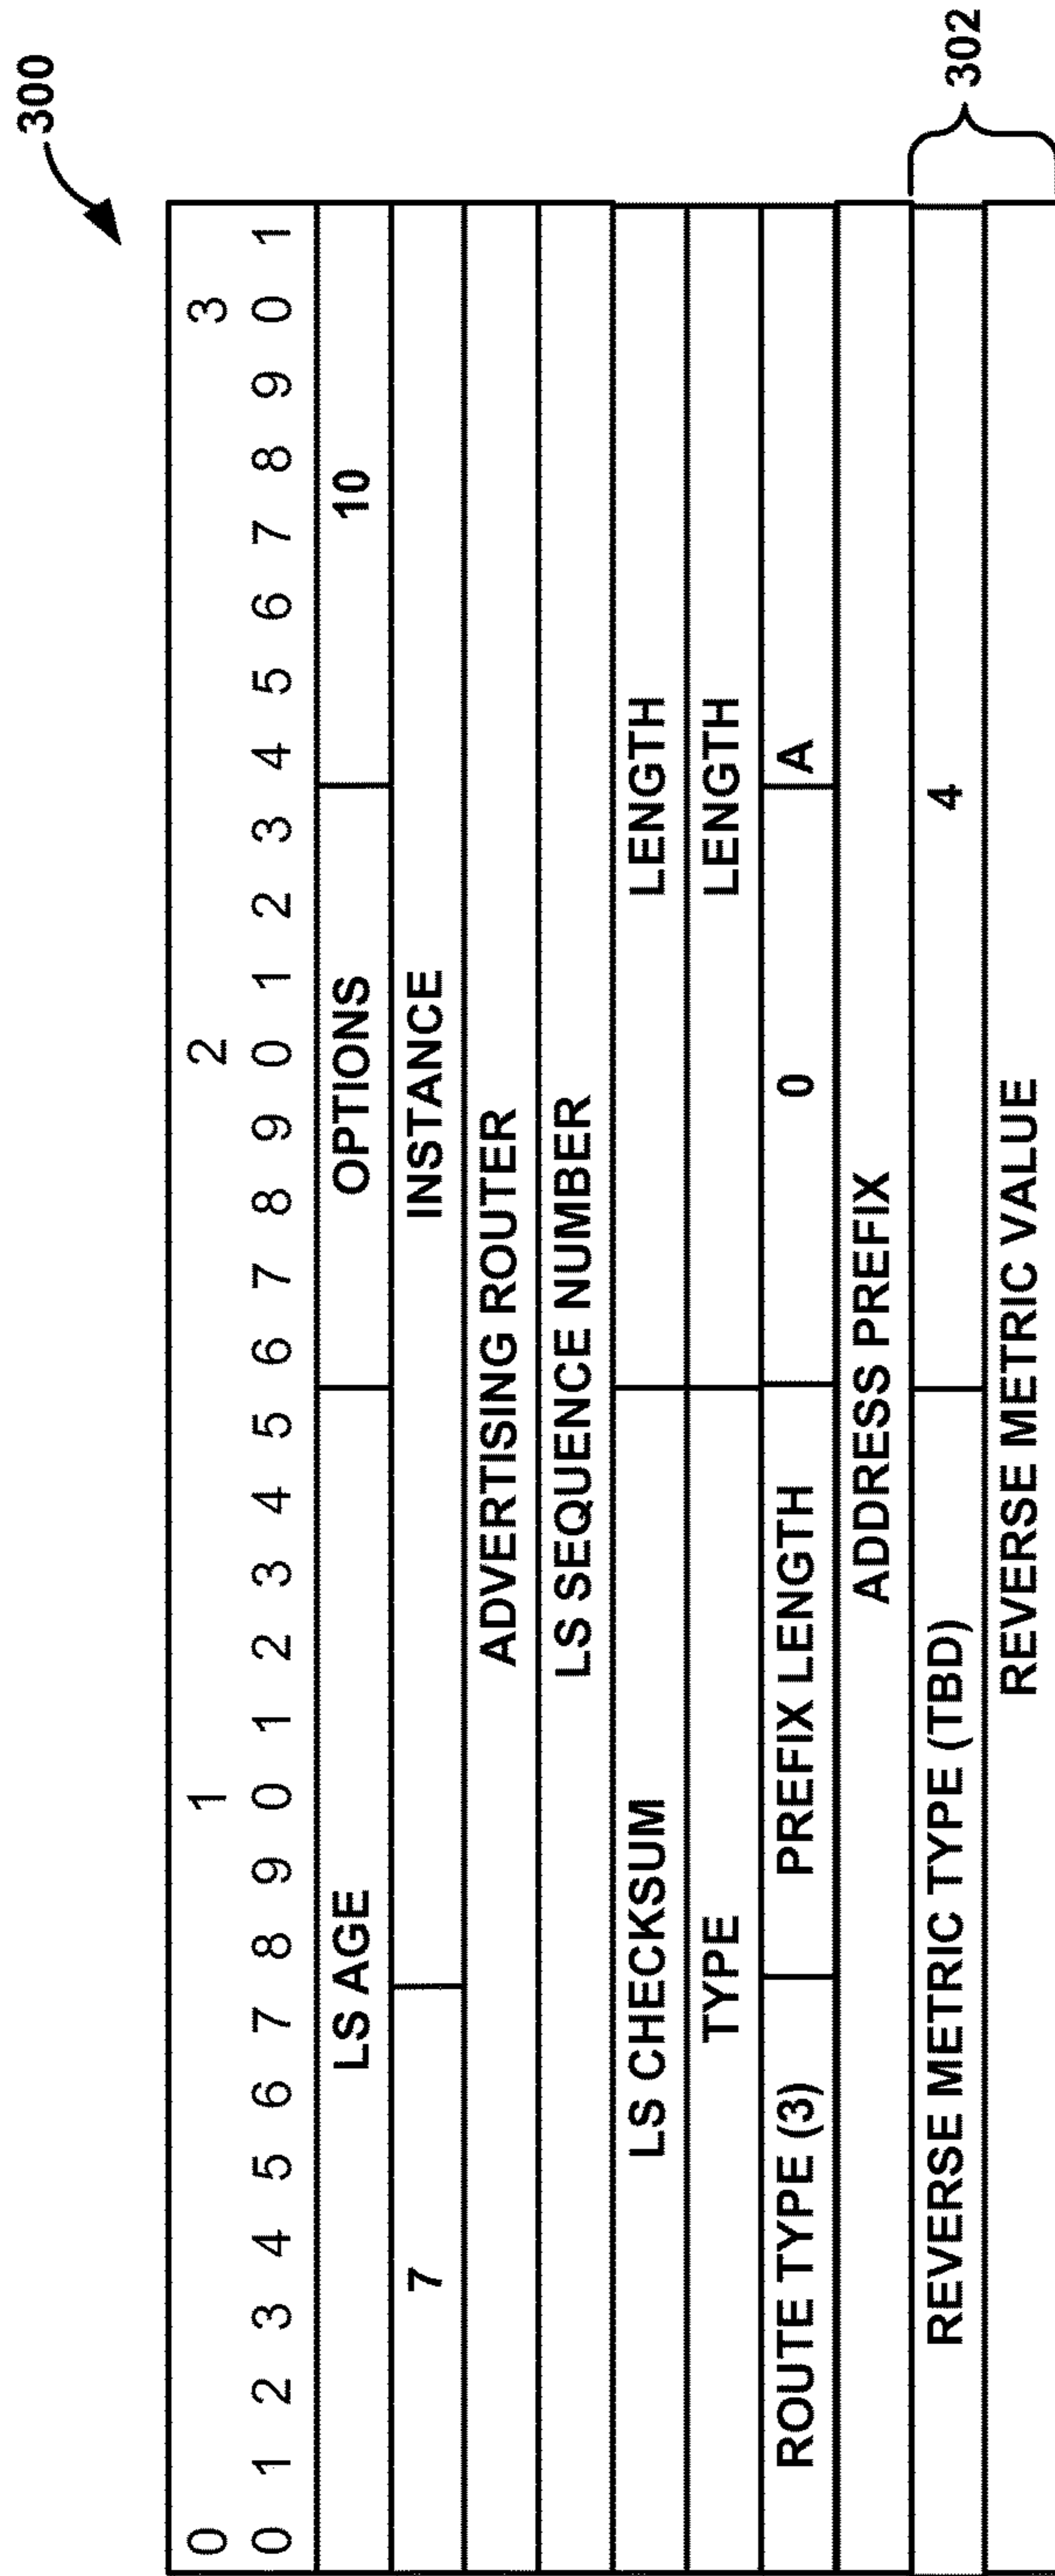 300
0 1 2 3
0 1 2 3 4 5 6 7 8 9 0 1 2 3 4 5 6 7 8 9 0 1 2 3 4 5 6 7 8 9 0 1
LS AGE OPTIONS 10
7 INSTANCE
ADVERTISING ROUTER
LS SEQUENCE NUMBER
LS CHECKSUM LENGTH
TYPE LENGTH
ROUTE TYPE (3) PREFIX LENGTH 0 A
ADDRESS PREFIX
REVERSE METRIC TYPE (TBD) 4
REVERSE METRIC VALUE
302